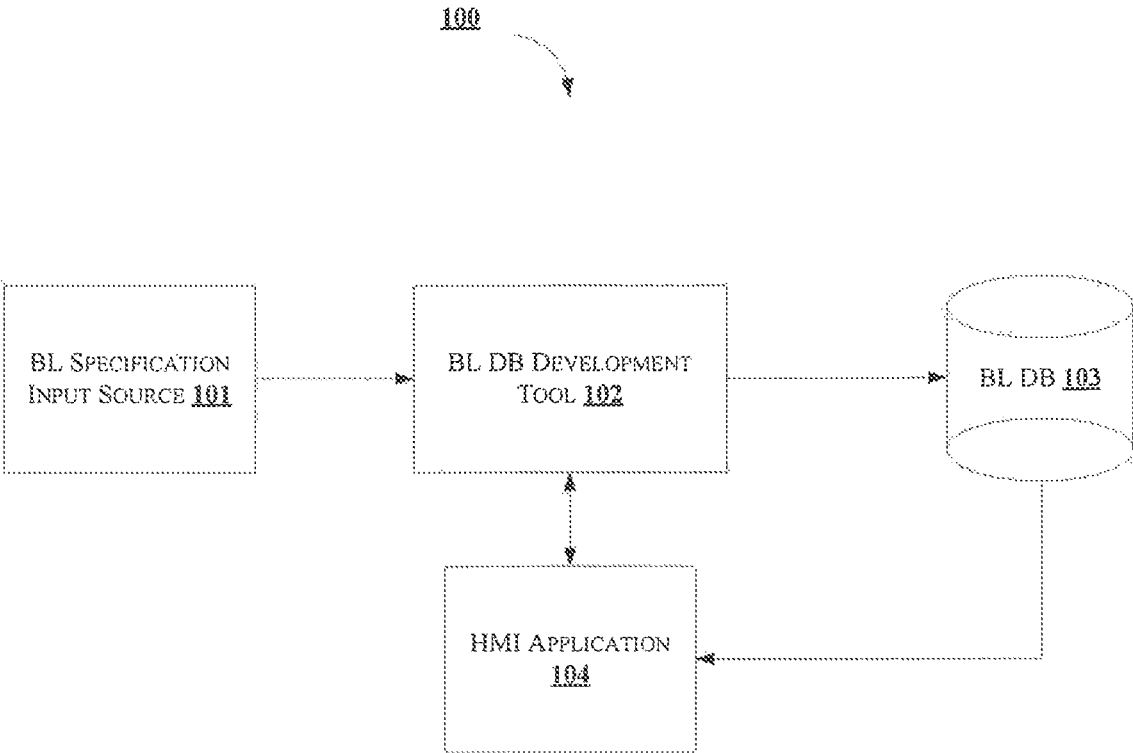 100
BL SPECIFICATION
INPUT SOURCE 101
BL DB DEVELOPMENT
TOOL 102
BL DB 103
HMI APPLICATION
104